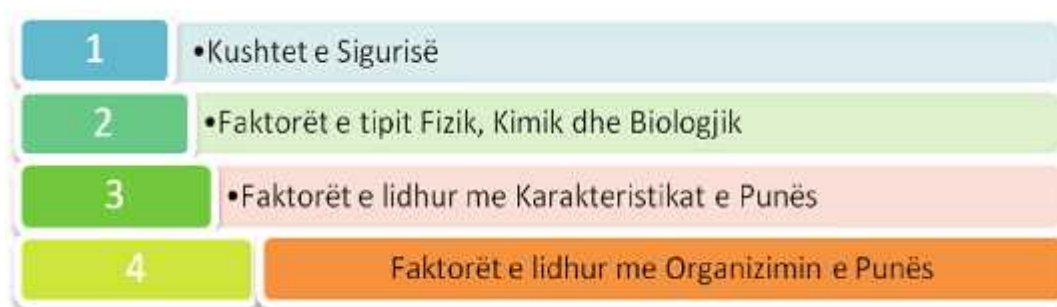 1 •Kushtet e Sigurisë
2 •Faktorët e tipit Fizik, Kimik dhe Biologjik
3 •Faktorët e lidhur me Karakteristikat e Punës
4 Faktorët e lidhur me Organizimin e Punës